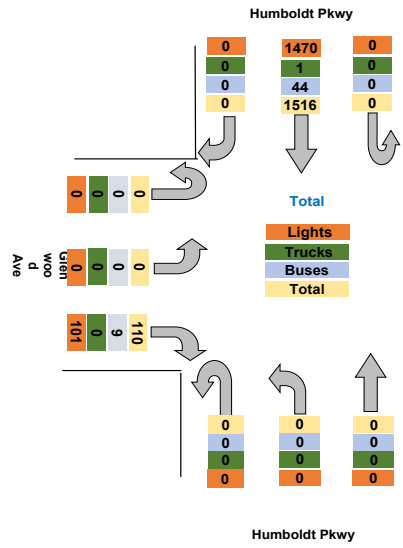 Humboldt Pkwy
0 1470 0
0 1 0
0 44 0
0 1516 0
0 0 0 0
Total
Glen
woo
d
Ave
0 0 0 0
Lights
Trucks
Buses
Total
101 0 9 110
0 0 0
0 0 0
0 0 0
0 0 0
Humboldt Pkwy